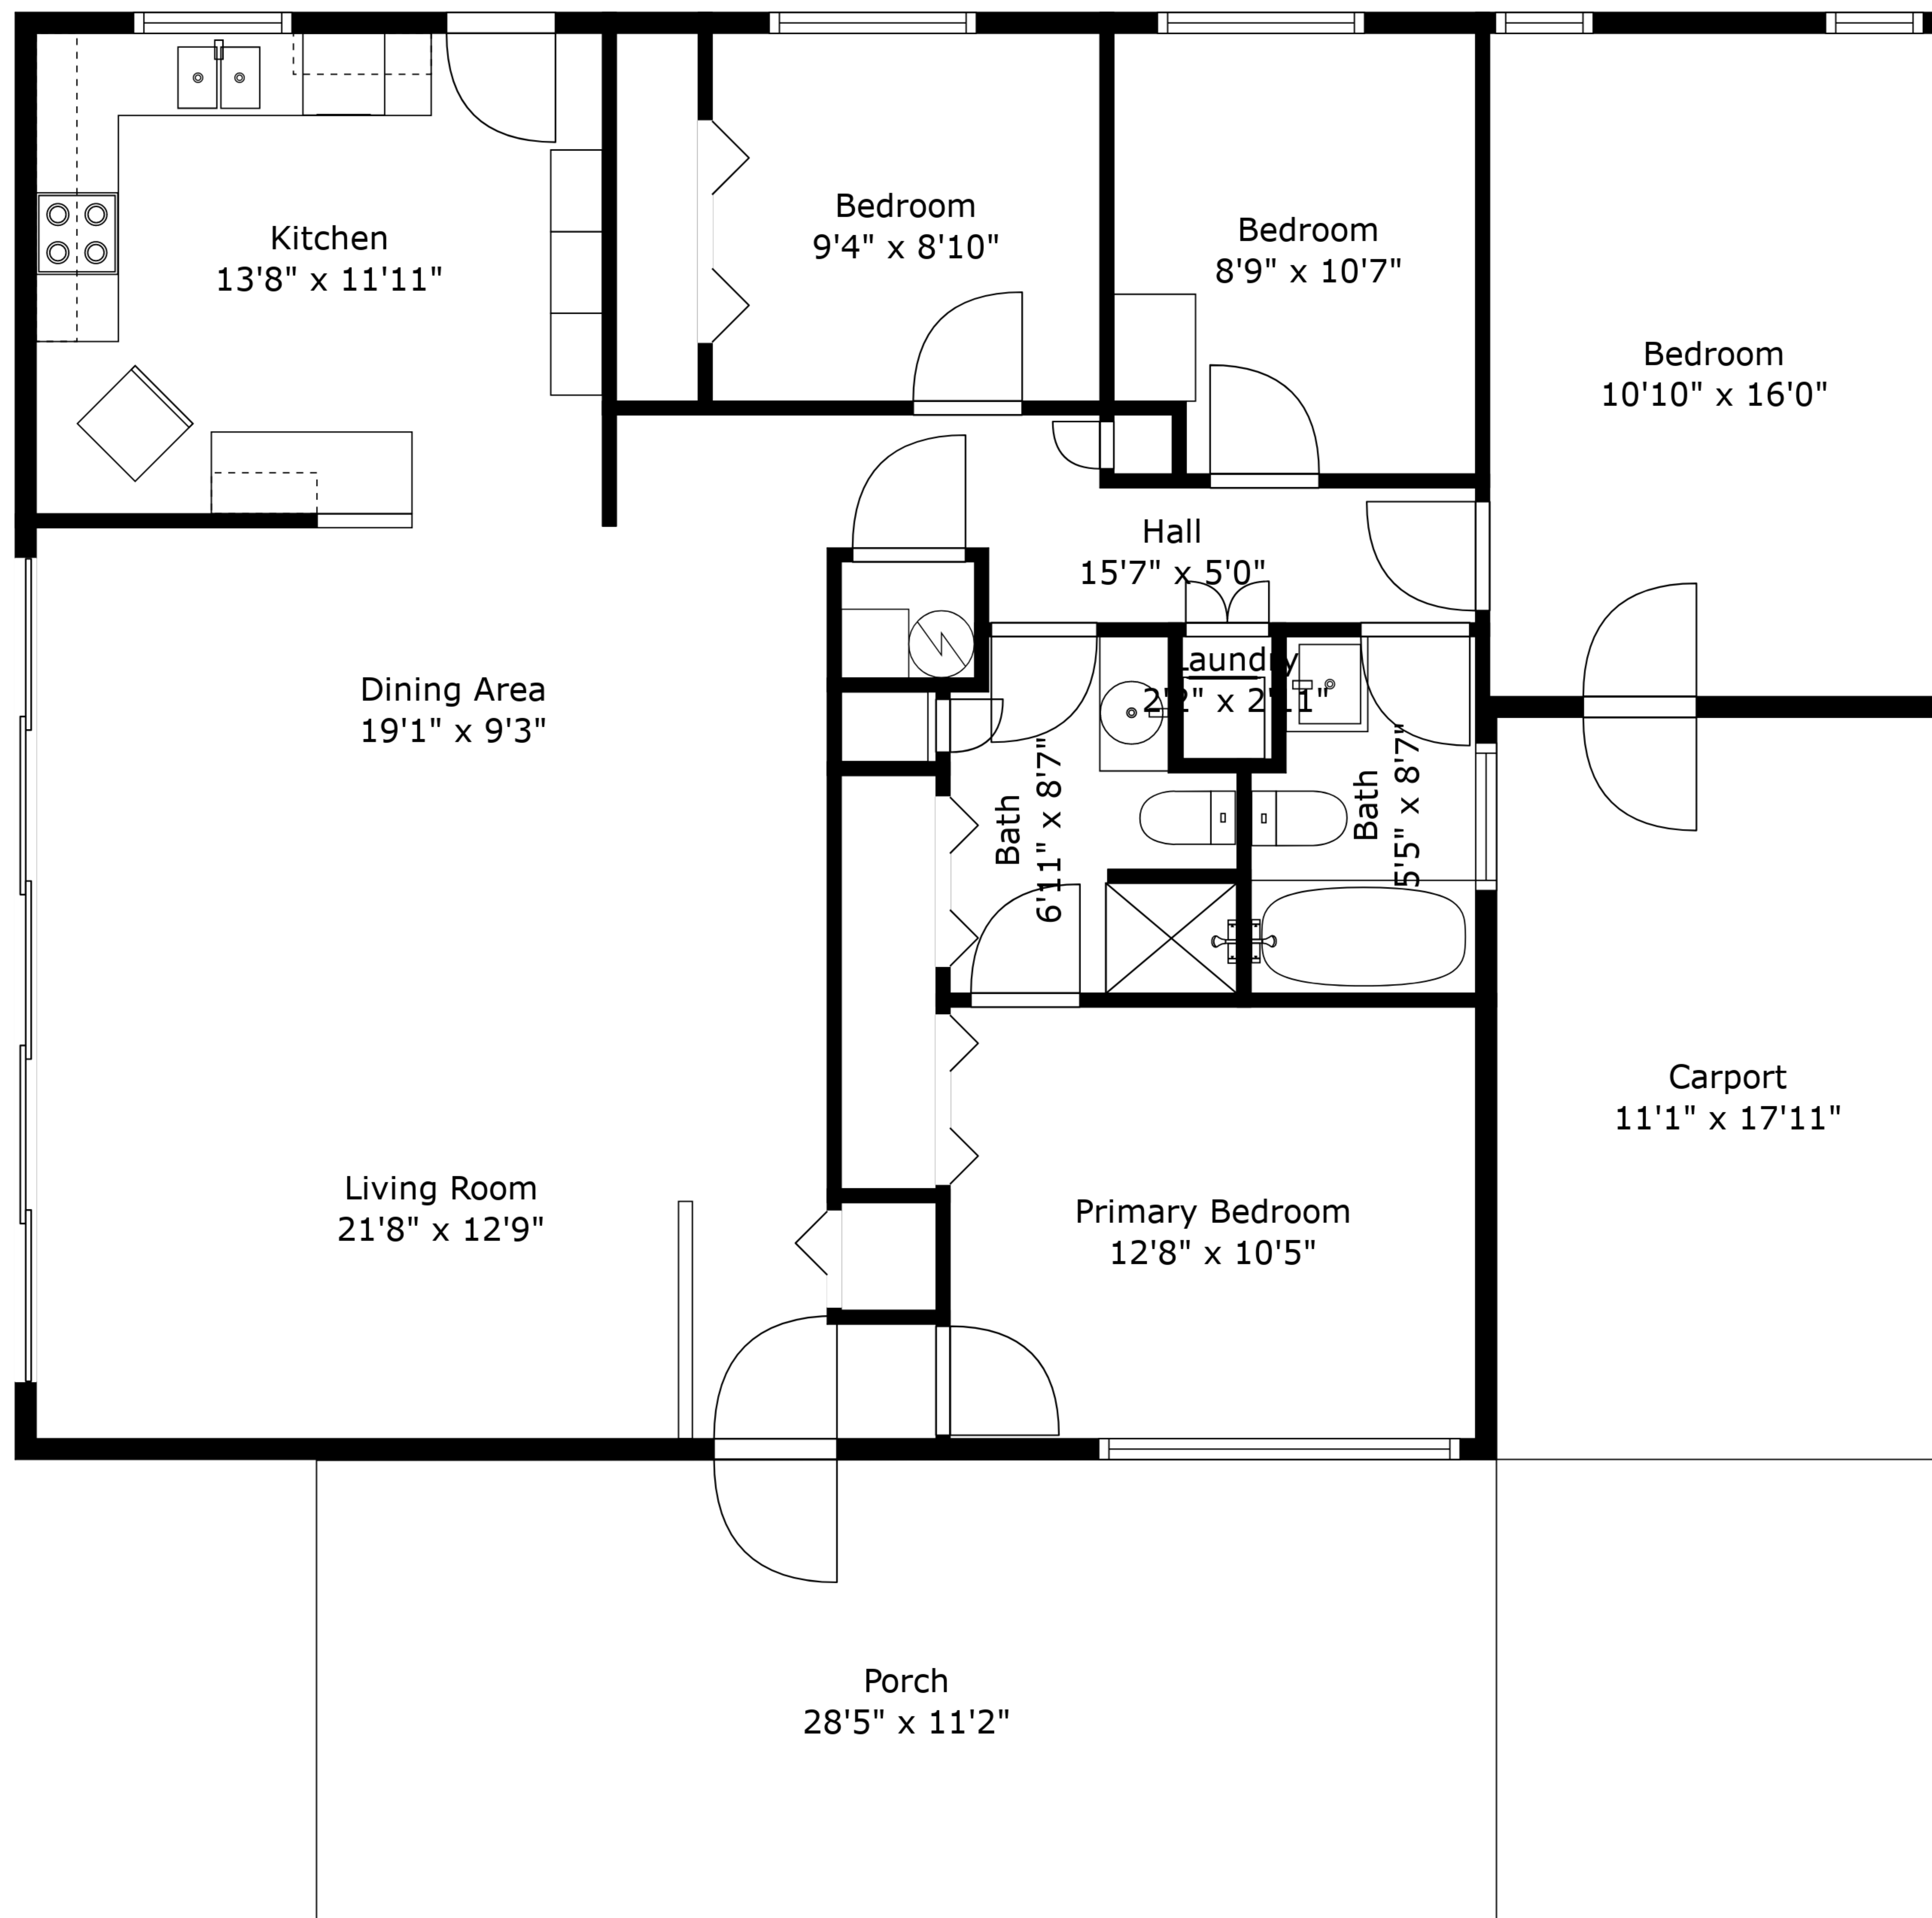 Kitchen
13'8" x 11'11"
Bedroom
9'4" x 8'10"
Bedroom
8'9" x 10'7"
Bedroom
10'10" x 16'0"
Hall
15'7" x 5'0"
Laundry
2'2" x 2'11"
Dining Area
19'1" x 9'3"
Bath
6'11" x 8'7"
Bath
5'5" x 8'7"
Carport
11'1" x 17'11"
Living Room
21'8" x 12'9"
Primary Bedroom
12'8" x 10'5"
Porch
28'5" x 11'2"